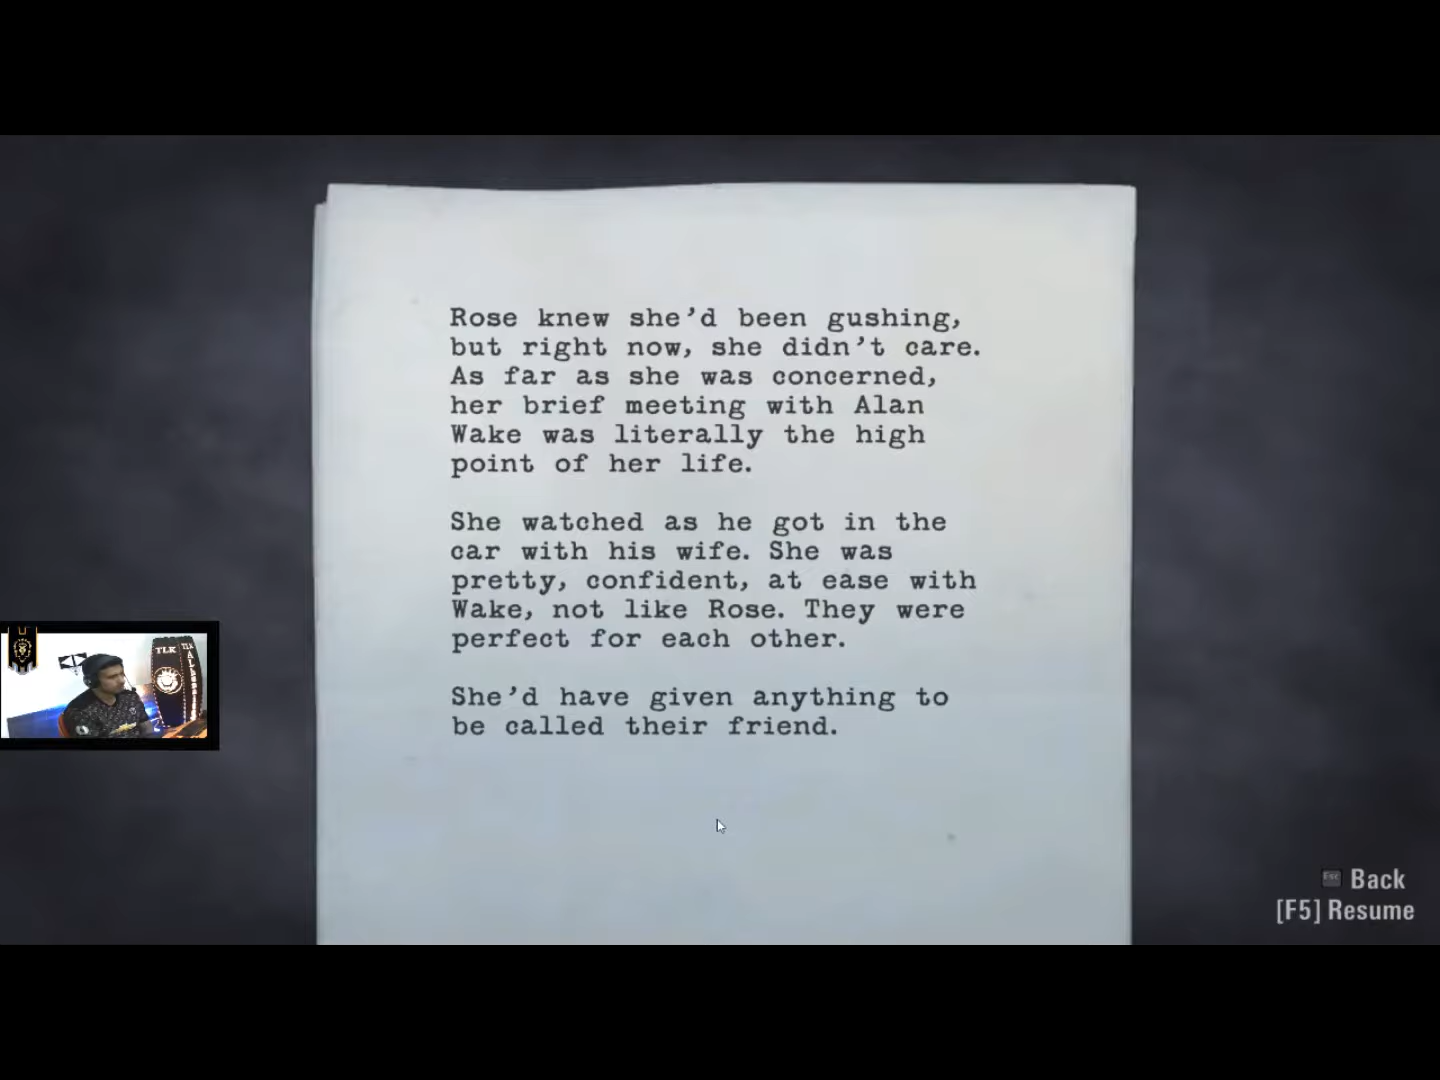 Rose knew she'd been gushing,
but right now, she didn't care.
As far as she was concerned,
her brief meeting with Alan
Wake was literally the high
point of her life.
She watched as he got in the
car with his wife. She was
pretty, confident, at ease with
Wake, not like Rose. They were
perfect for each other.
She'd have given anything to
be called their friend.
TLK
TLK
Esc Back
[F5] Resume